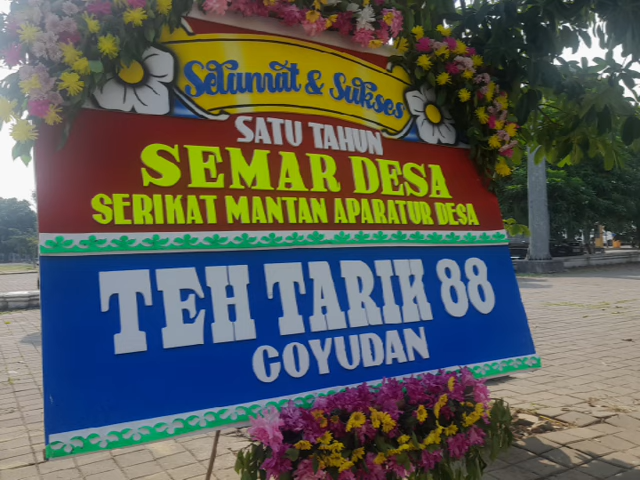 Selamat & Sukses
SATU TAHUN
SEMAR DESA
SERIKAT MANTAN APARATUR DESA
TEH TARIK 88
COYUDAN